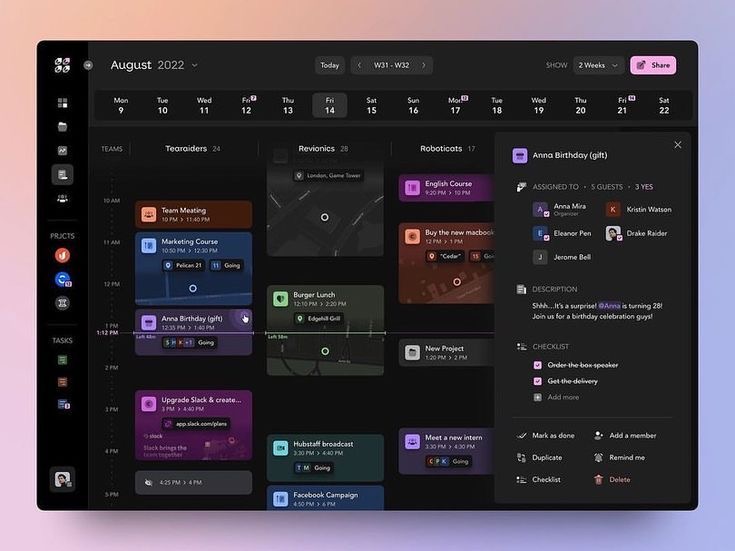 August 2022
Today
W31 - W32
SHOW
2 Weeks
Share
Mon Tue Wed Thu Fri Thu Fri Sat Sun Mon Tue Wed Thu Fri Sat
9 10 11 12 13 14 15 16 17 18 19 20 21 22
TEAMS
Tearaiders 24
Revionics 28
Roboticats 17
PRJCTS
TASKS
10 AM
11 AM
12 PM
1 PM
1:12 PM
3 PM
4 PM
5 PM
Team Meating
10 PM > 11:40 PM
Marketing Course
10:50 PM > 12:30 PM
Pelican 21
11 Going
Anna Birthday (gift)
12:35 PM > 1:40 PM
Left 48m
+1 Going
Upgrade Slack & create...
3 PM > 4:40 PM
app.slack.com/plans
slack
Slack brings the
team together
4:25 PM > 4 PM
London, Game Tower
Burger Lunch
12:10 PM > 2:20 PM
Edgehill Grill
Left 58m
Hubstaff broadcast
3:30 PM > 4:40 PM
T M Going
Facebook Campaign
4:50 PM > 6 PM
English Course
9:20 PM > 10 PM
Buy the new macbook
12 PM > 1 PM
"Cedar"
15 Go
New Project
1:20 PM > 2 PM
Meet a new intern
3:30 PM > 4:30 PM
C P K Going
Anna Birthday (gift)
ASSIGNED TO • 5 GUESTS • 3 YES
A Anna Mira
Organizer
K Kristin Watson
E Eleanor Pen
Drake Raider
J Jerome Bell
DESCRIPTION
Shhh....It's a surprise! @Anna is turning 28!
Join us for a birthday celebration guys!
CHECKLIST
Order the box speaker
Get the delivery
Add more
Mark as done
Add a member
Duplicate
Remind me
Checklist
Delete